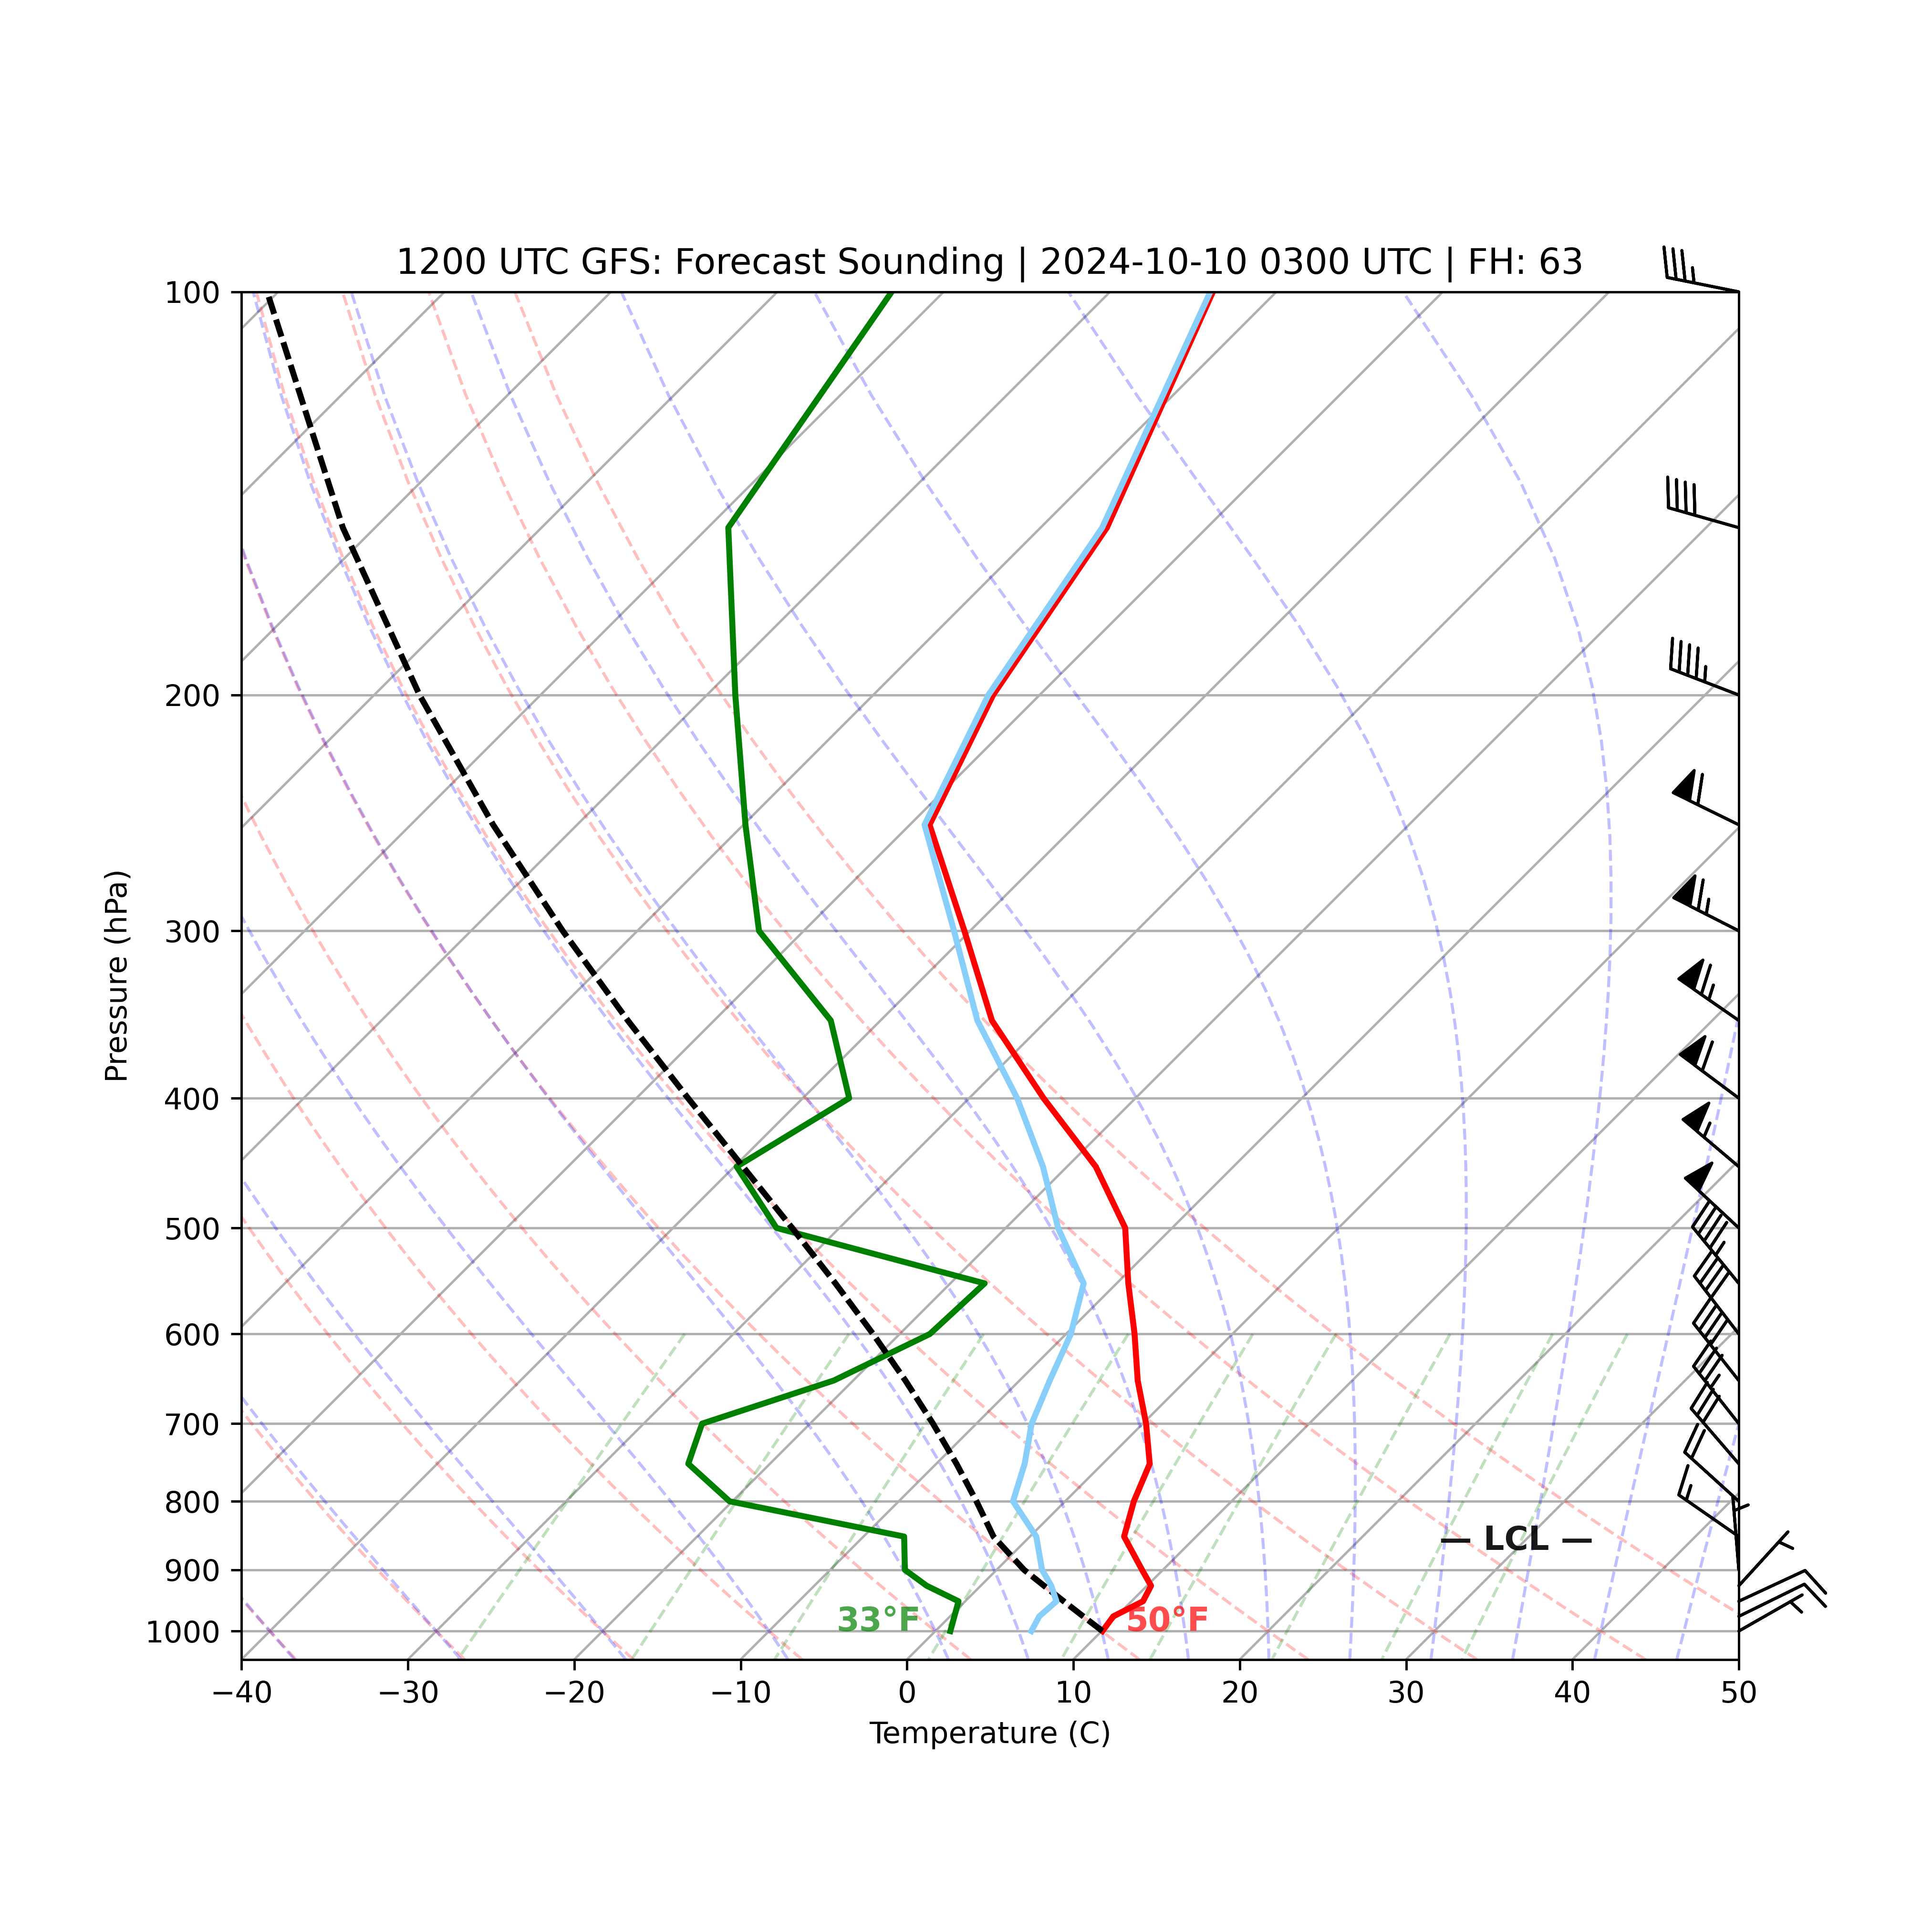 1200 UTC GFS: Forecast Sounding | 2024-10-10 0300 UTC | FH: 63
100
200
300
400
500
600
700
800
900
1000
Pressure (hPa)
— LCL —
33°F
50°F
−40 −30 −20 −10 0 10 20 30 40 50
Temperature (C)